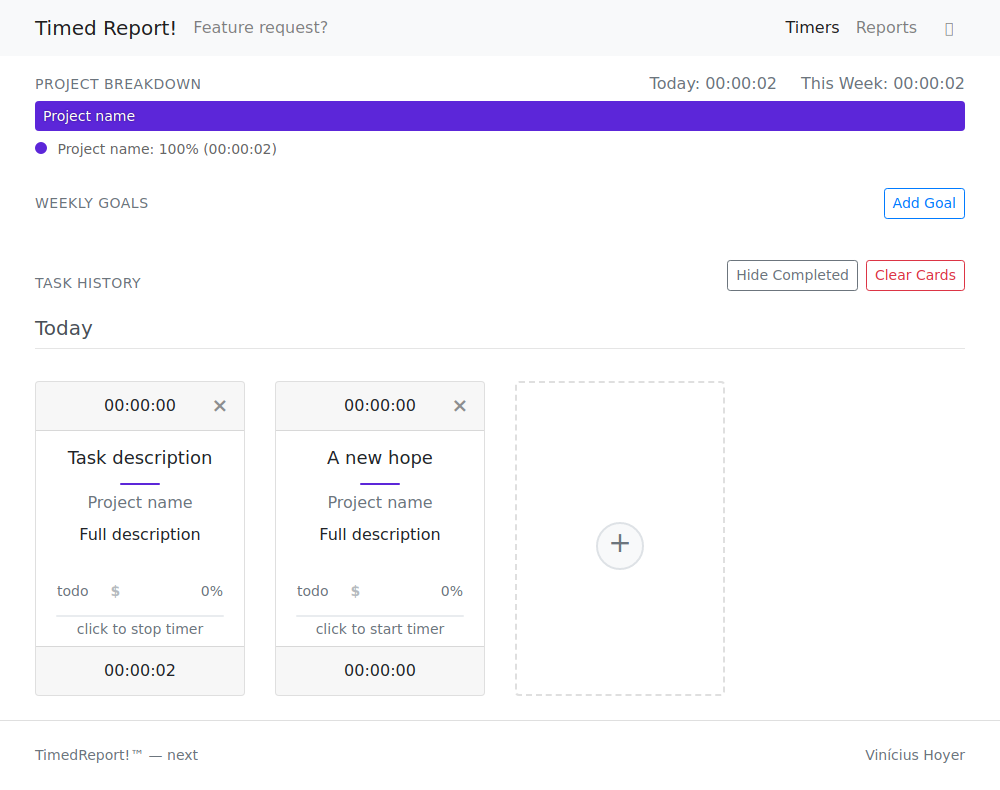 Timed Report! Feature request? Timers Reports
PROJECT BREAKDOWN Today: 00:00:02 This Week: 00:00:02
Project name
Project name: 100% (00:00:02)
WEEKLY GOALS Add Goal
TASK HISTORY Hide Completed Clear Cards
Today
00:00:00 ×
Task description
Project name
Full description
todo $ 0%
click to stop timer
00:00:02
00:00:00 ×
A new hope
Project name
Full description
todo $ 0%
click to start timer
00:00:00
+
TimedReport!™ — next Vinícius Hoyer